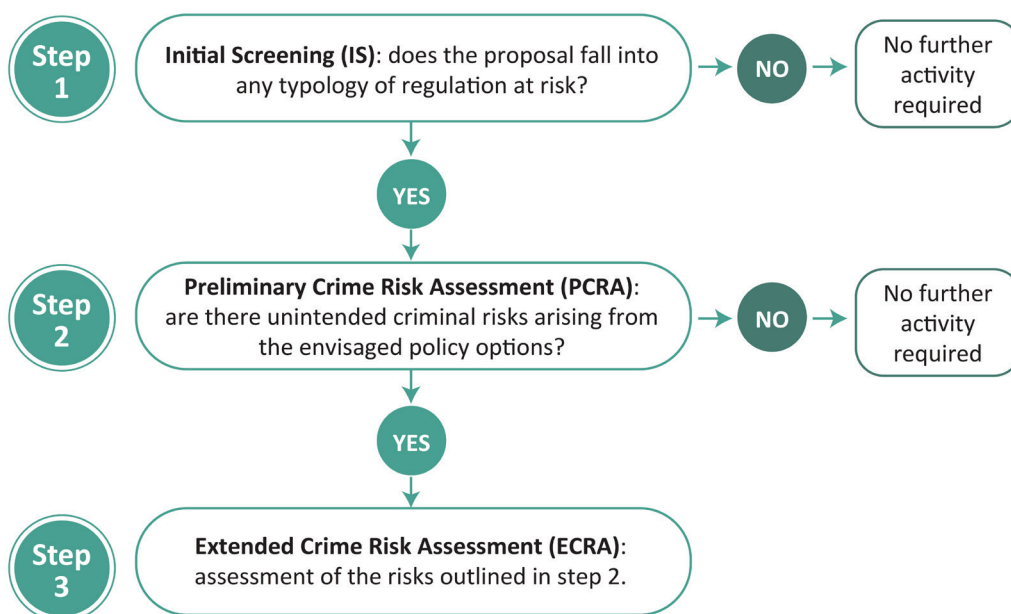 Step
1
Initial Screening (IS): does the proposal fall into
any typology of regulation at risk?
NO
No further
activity
required
YES
Step
2
Preliminary Crime Risk Assessment (PCRA):
are there unintended criminal risks arising from
the envisaged policy options?
NO
No further
activity
required
YES
Step
3
Extended Crime Risk Assessment (ECRA):
assessment of the risks outlined in step 2.